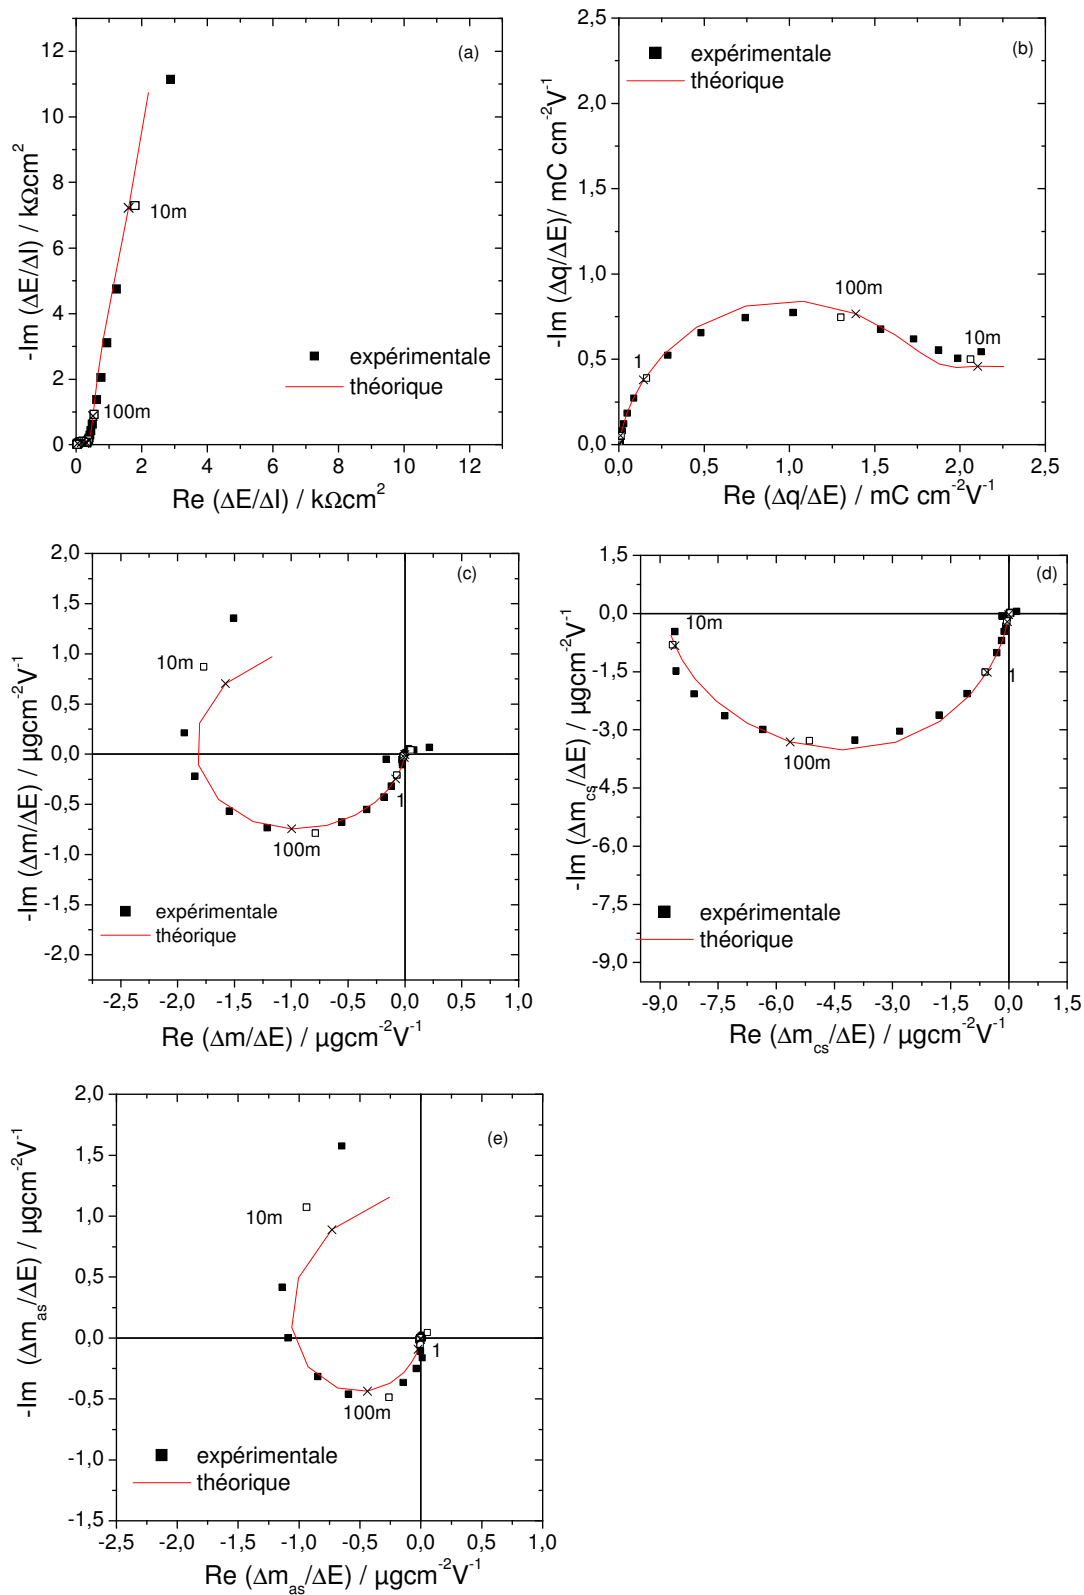 (a)
12
11
10
9
8
7
6
5
4
3
2
1
0
-Im (ΔE/ΔI) / kΩcm²
10m
100m
expérimentale
théorique
0 2 4 6 8 10 12
Re (ΔE/ΔI) / kΩcm²
(b)
expérimentale
théorique
2,5
2,0
1,5
1,0
0,5
0,0
-Im (Δq/ΔE)/ mC cm⁻²V⁻¹
100m
10m
1
0,0 0,5 1,0 1,5 2,0 2,5
Re (Δq/ΔE) / mC cm⁻²V⁻¹
(c)
2,0
1,5
1,0
0,5
0,0
-0,5
-1,0
-1,5
-2,0
-Im (Δm/ΔE) / µgcm⁻²V⁻¹
10m
1
100m
expérimentale
théorique
-2,5 -2,0 -1,5 -1,0 -0,5 0,0 0,5 1,0
Re (Δm/ΔE) / µgcm⁻²V⁻¹
(d)
1,5
0,0
-1,5
-3,0
-4,5
-6,0
-7,5
-9,0
-Im (Δm_cs/ΔE) / µgcm⁻²V⁻¹
10m
1
100m
expérimentale
théorique
-9,0 -7,5 -6,0 -4,5 -3,0 -1,5 0,0 1,5
Re (Δm_cs/ΔE) / µgcm⁻²V⁻¹
(e)
2,0
1,5
1,0
0,5
0,0
-0,5
-1,0
-1,5
-Im (Δm_as/ΔE) / µgcm⁻²V⁻¹
10m
1
100m
expérimentale
théorique
-2,5 -2,0 -1,5 -1,0 -0,5 0,0 0,5 1,0
Re (Δm_as/ΔE) / µgcm⁻²V⁻¹